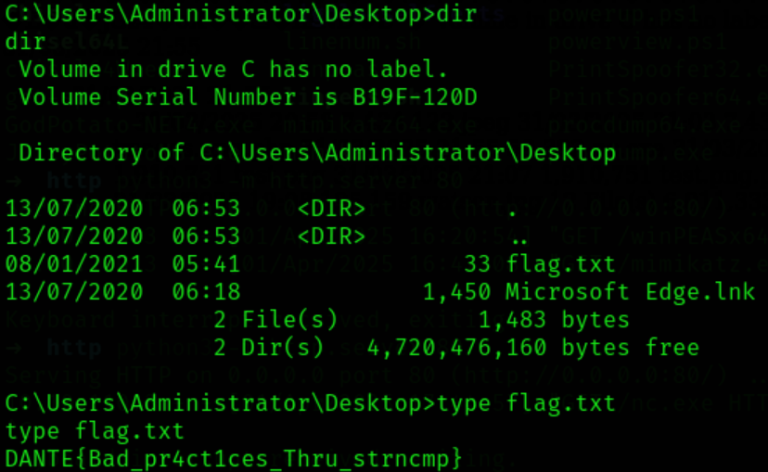 C:\Users\Administrator\Desktop>dir
dir
 Volume in drive C has no label.
 Volume Serial Number is B19F-120D

 Directory of C:\Users\Administrator\Desktop

13/07/2020  06:53    <DIR>          .
13/07/2020  06:53    <DIR>          ..
08/01/2021  05:41                33 flag.txt
13/07/2020  06:18             1,450 Microsoft Edge.lnk
               2 File(s)          1,483 bytes
               2 Dir(s)   4,720,476,160 bytes free

C:\Users\Administrator\Desktop>type flag.txt
type flag.txt
DANTE{Bad_pr4ct1ces_Thru_strncmp}